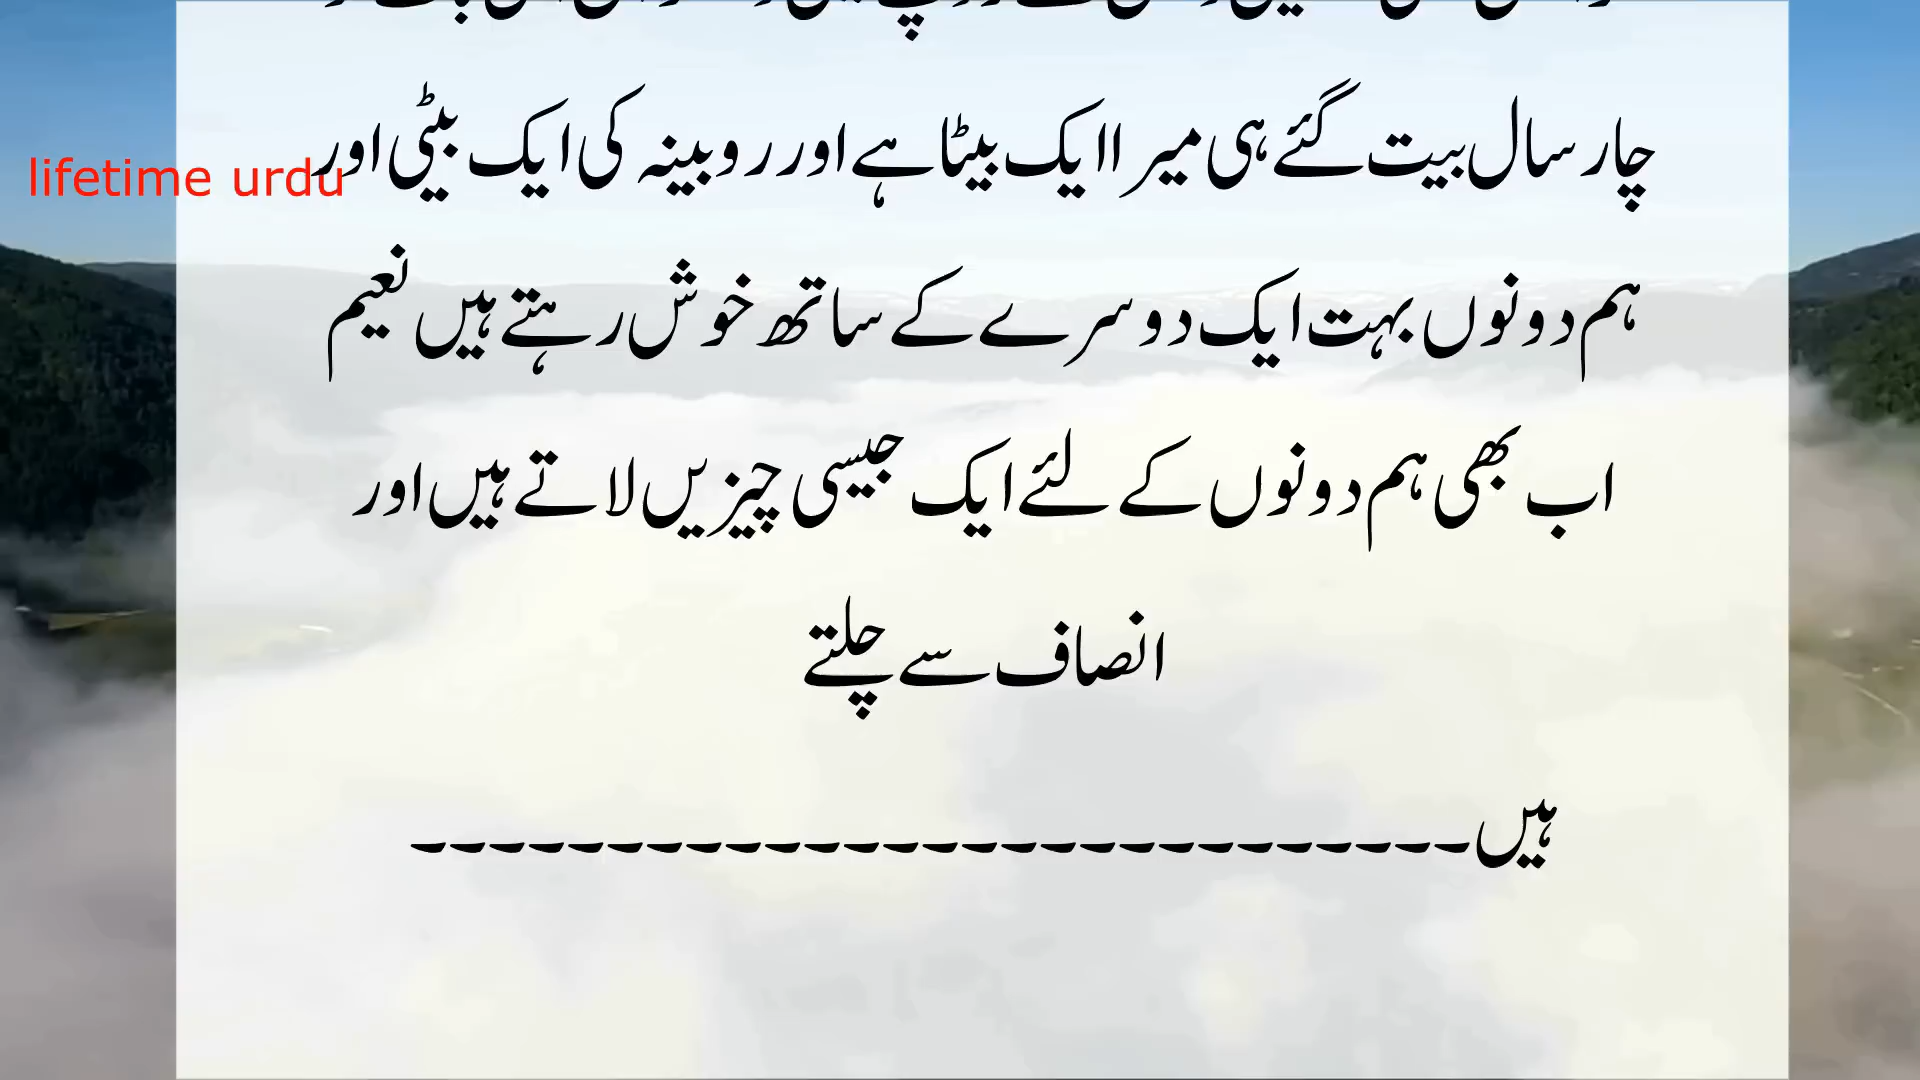 چار سال بیت گئے ہی میرا ایک بیٹا ہے اور روبینہ کی ایک بیٹی اور
lifetime urdu
ہم دونوں بہت ایک دوسرے کے ساتھ خوش رہتے ہیں نعیم
اب بھی ہم دونوں کے لئے ایک جیسی چیزیں لاتے ہیں اور
انصاف سے چلتے
ہیں۔۔۔۔۔۔۔۔۔۔۔۔۔۔۔۔۔۔۔۔۔۔۔۔۔۔۔